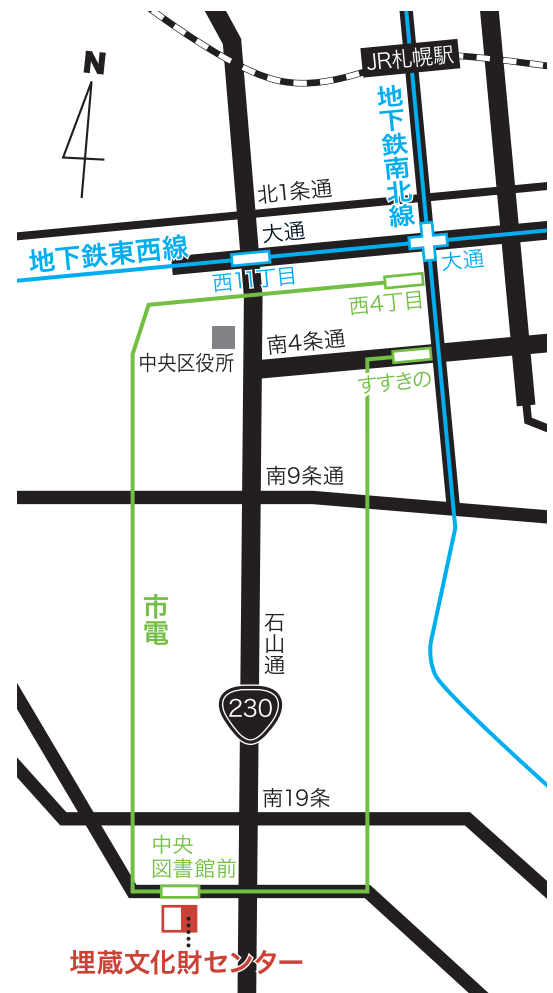 N
JR札幌駅
地下鉄南北線
北1条通
大通
地下鉄東西線
西11丁目
大通
西4丁目
南4条通
中央区役所
すすきの
南9条通
市電
石山通
230
南19条
中央
図書館前
埋蔵文化財センター